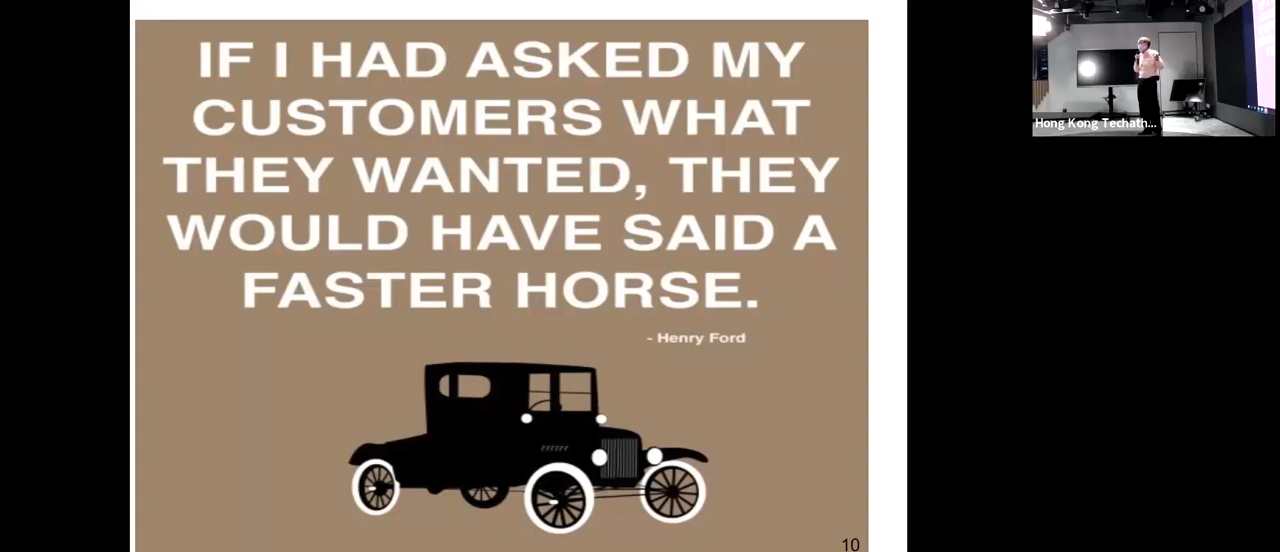 IF I HAD ASKED MY
CUSTOMERS WHAT
THEY WANTED, THEY
WOULD HAVE SAID A
FASTER HORSE.
- Henry Ford
10
Hong Kong Techath...